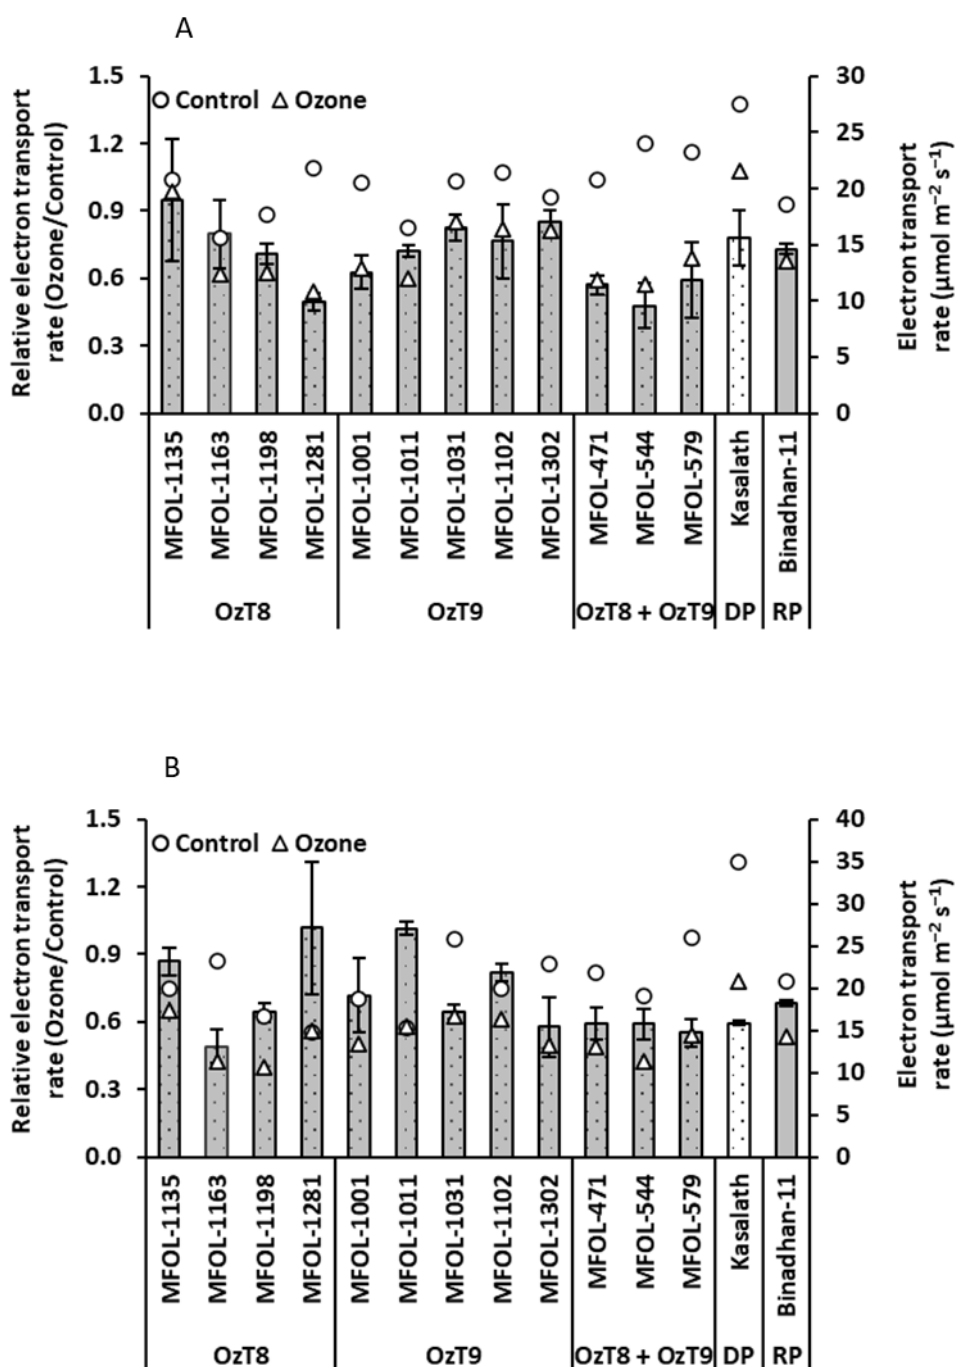 A
Relative electron transport
rate (Ozone/Control)
1.5
1.2
0.9
0.6
0.3
0.0
Control Ozone
30
25
20
15
10
5
0
Electron transport
rate (µmol m⁻² s⁻¹)
MFOL-1135
MFOL-1163
MFOL-1198
MFOL-1281
MFOL-1001
MFOL-1011
MFOL-1031
MFOL-1102
MFOL-1302
MFOL-471
MFOL-544
MFOL-579
Kasalath
Binadhan-11
OzT8 OzT9 OzT8 + OzT9 DP RP
B
Relative electron transport
rate (Ozone/Control)
1.5
1.2
0.9
0.6
0.3
0.0
Control Ozone
40
35
30
25
20
15
10
5
0
Electron transport
rate (µmol m⁻² s⁻¹)
MFOL-1135
MFOL-1163
MFOL-1198
MFOL-1281
MFOL-1001
MFOL-1011
MFOL-1031
MFOL-1102
MFOL-1302
MFOL-471
MFOL-544
MFOL-579
Kasalath
Binadhan-11
OzT8 OzT9 OzT8 + OzT9 DP RP